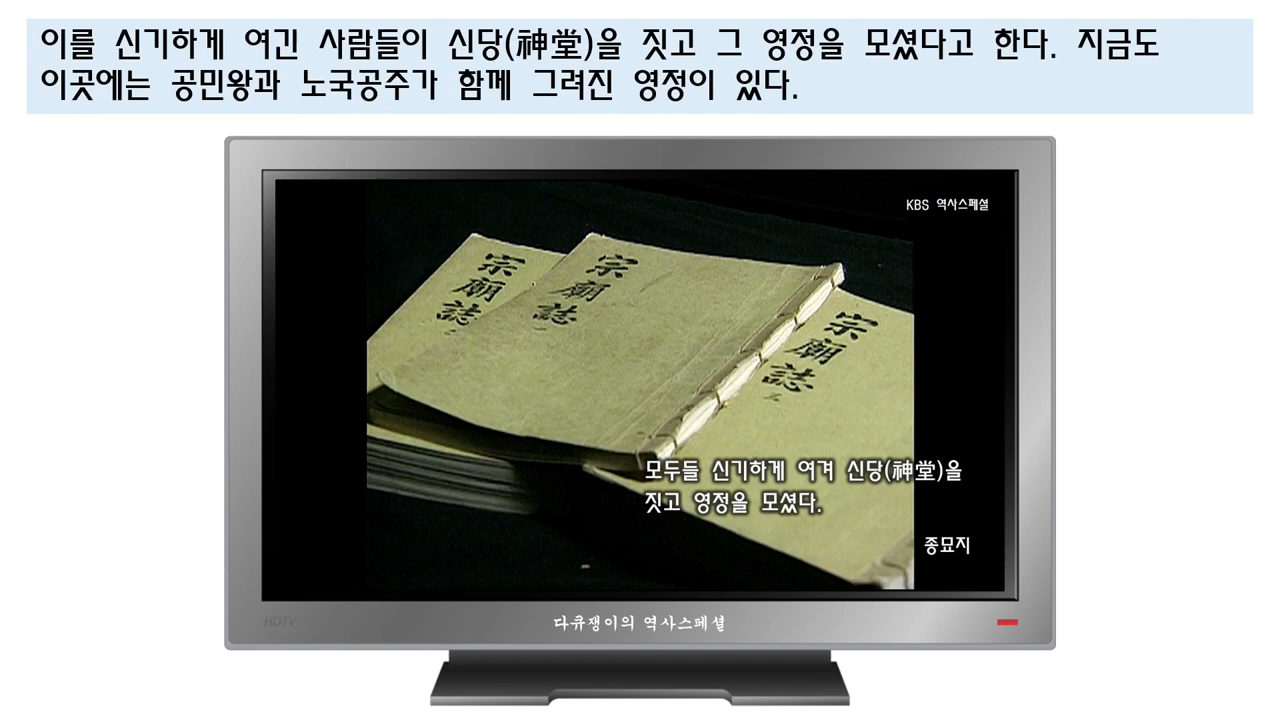 이를 신기하게 여긴 사람들이 신당(神堂)을 짓고 그 영정을 모셨다고 한다. 지금도
이곳에는 공민왕과 노국공주가 함께 그려진 영정이 있다.
KBS 역사스페셜
宗廟誌
宗廟誌
宗廟誌
모두들 신기하게 여겨 신당(神堂)을
짓고 영정을 모셨다.
종묘지
HDTV
다큐쟁이의 역사스페셜